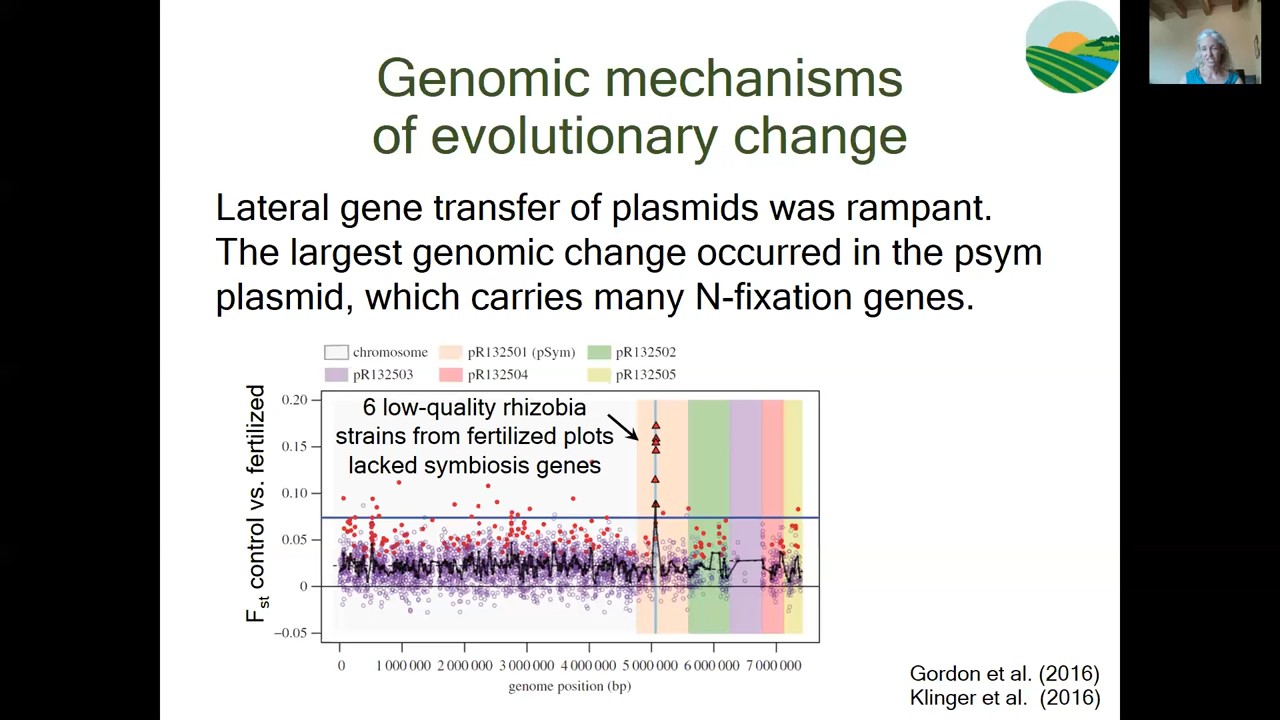 Genomic mechanisms
of evolutionary change
Lateral gene transfer of plasmids was rampant.
The largest genomic change occurred in the psym
plasmid, which carries many N-fixation genes.
chromosome pR132501 (pSym) pR132502
pR132503 pR132504 pR132505
6 low-quality rhizobia
strains from fertilized plots
lacked symbiosis genes
Fst control vs. fertilized
0.20
0.15
0.10
0.05
0
−0.05
0 1 000 000 2 000 000 3 000 000 4 000 000 5 000 000 6 000 000 7 000 000
genome position (bp)
Gordon et al. (2016)
Klinger et al. (2016)